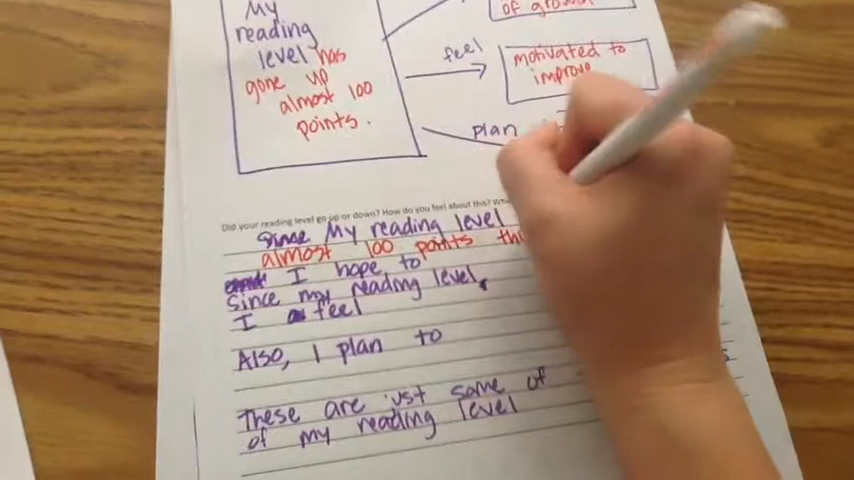 My
reading
level has
gone up
almost 100
points.
of
feel
motivated to
improve
plan
Did your reading level go up or down? How do you feel about this?
Since My reading level
almost 100 points
I hope to
since my reading level,
I feel
Also, I plan to
These are just some of
of my reading level